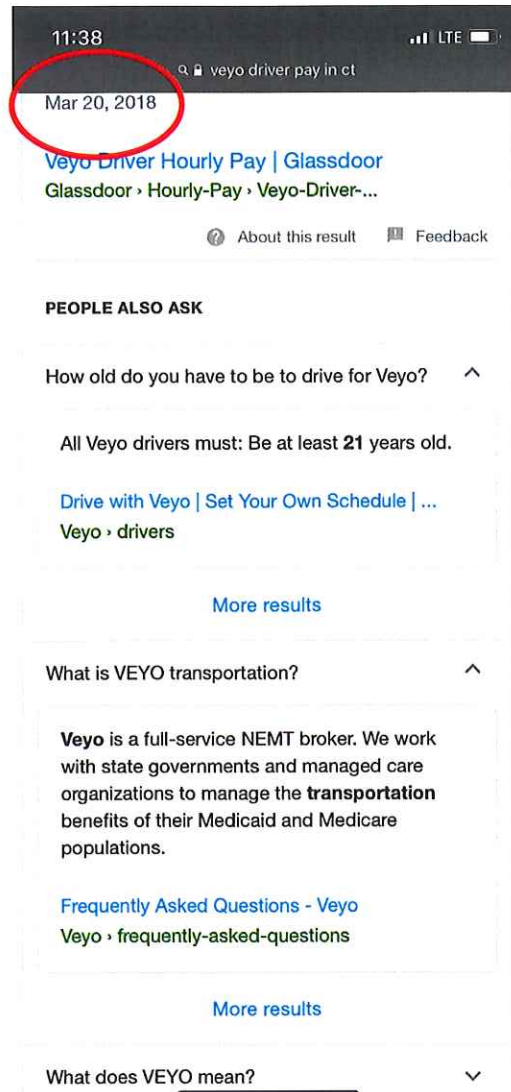 11:38
LTE
veyo driver pay in ct
Mar 20, 2018
Veyo Driver Hourly Pay | Glassdoor
Glassdoor › Hourly-Pay › Veyo-Driver-...
About this result Feedback
PEOPLE ALSO ASK
How old do you have to be to drive for Veyo?
All Veyo drivers must: Be at least 21 years old.
Drive with Veyo | Set Your Own Schedule | ...
Veyo › drivers
More results
What is VEYO transportation?
Veyo is a full-service NEMT broker. We work
with state governments and managed care
organizations to manage the transportation
benefits of their Medicaid and Medicare
populations.
Frequently Asked Questions - Veyo
Veyo › frequently-asked-questions
More results
What does VEYO mean?